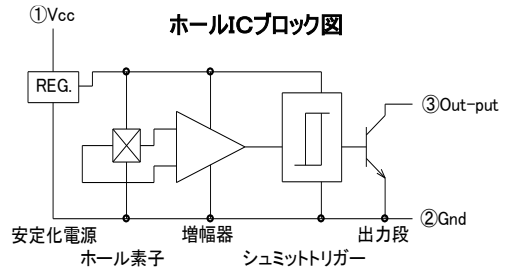 ①Vcc
ホールICブロック図
REG.
③Out-put
②Gnd
安定化電源
増幅器
出力段
ホール素子
シュミットトリガー